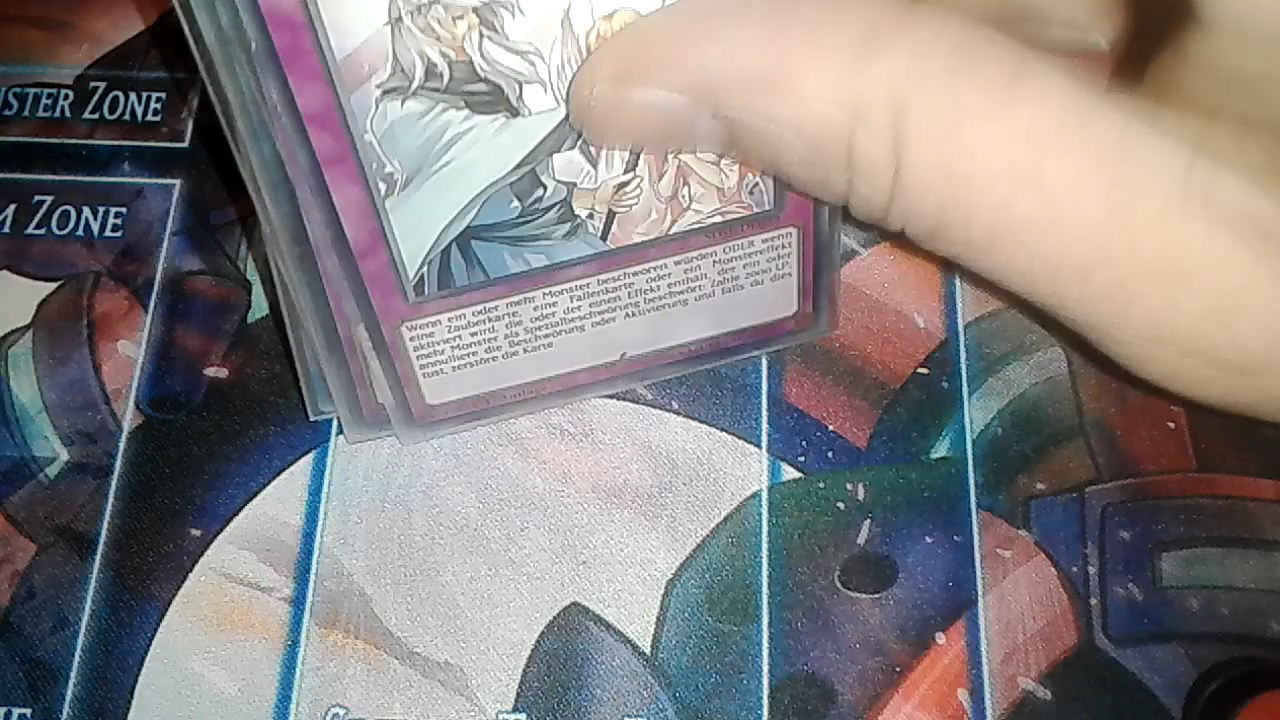 STER ZONE
M ZONE
Wenn ein oder mehr Monster beschworen würden ODER wenn
eine Zauberkarte, eine Fallenkarte oder ein Monstereffekt
aktiviert wird, die oder der einen Effekt enthält, der ein oder
mehr Monster als Spezialbeschwörung beschwört: Zahle 2000 LP;
annulliere die Beschwörung oder Aktivierung und falls du dies
tust, zerstöre die Karte.